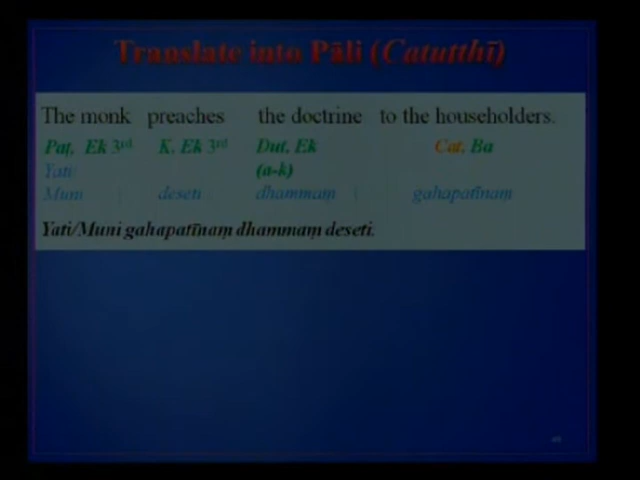 Translate into Pāli (Catutthī)
The monk preaches the doctrine to the householders.
Paṭ, Ek 3rd K. Ek 3rd Dut, Ek Cat. Ba
Yati (a-k)
Muni deseti dhammaṃ gahapatīnaṃ
Yati/Muni gahapatīnaṃ dhammaṃ deseti.